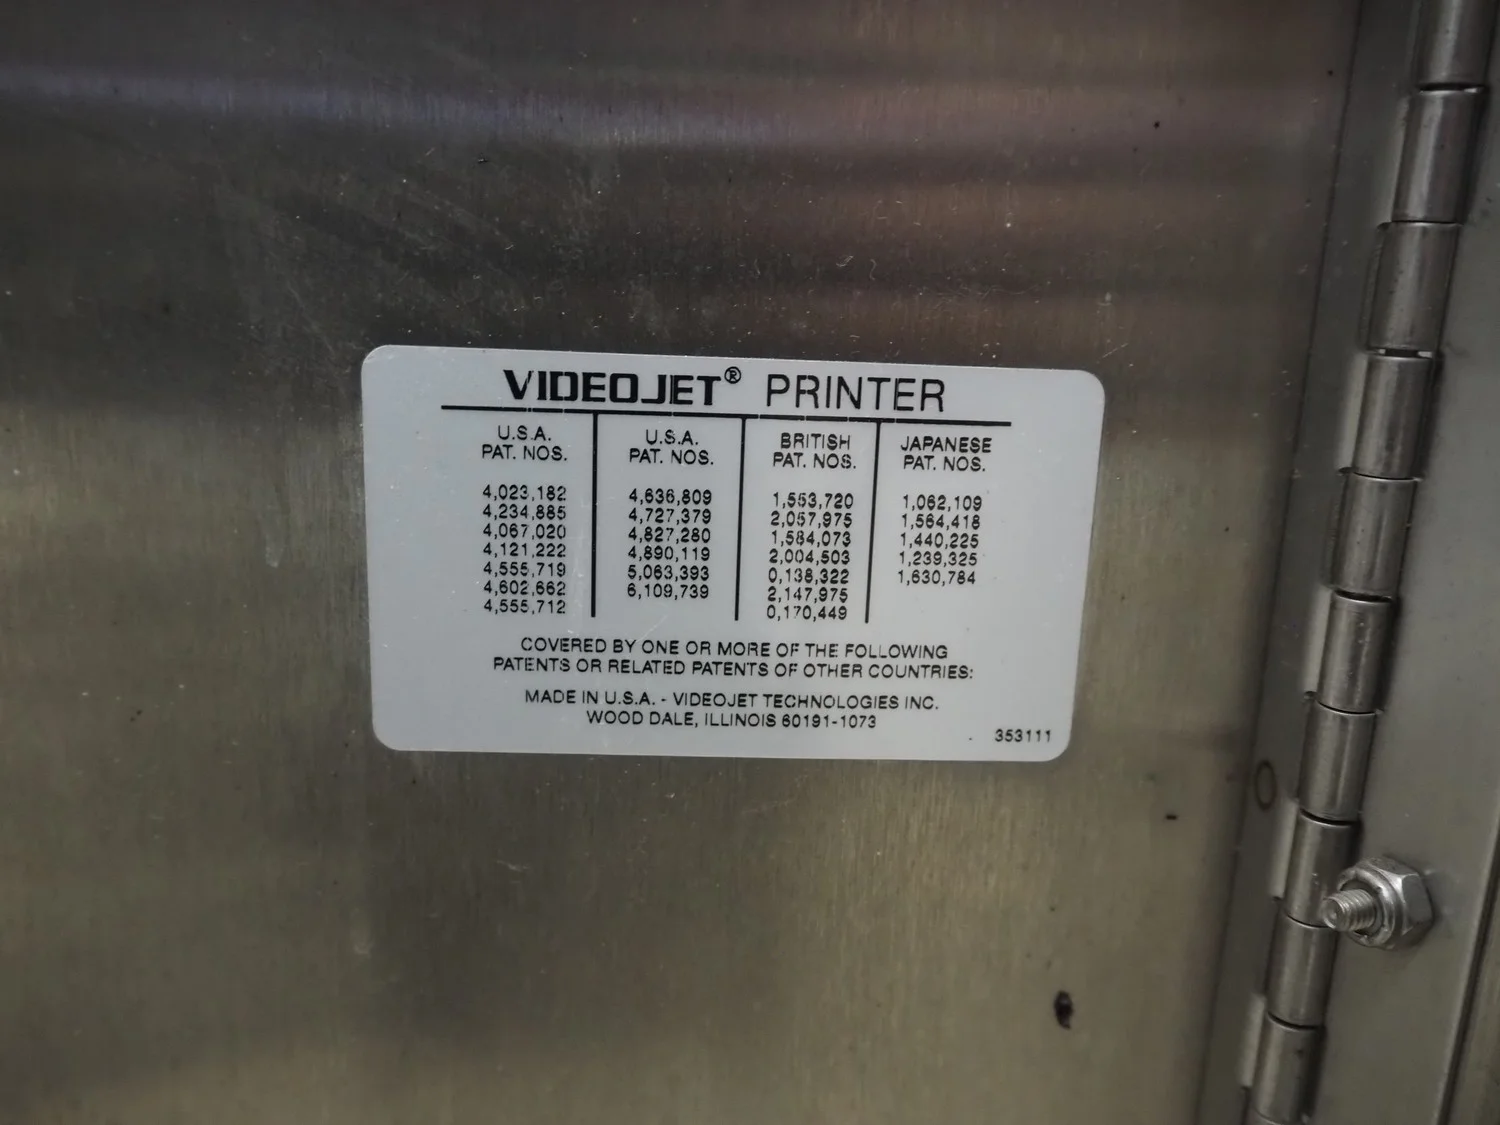 VIDEOJET® PRINTER
U.S.A.
PAT. NOS.
4,023,182
4,234,885
4,067,020
4,121,222
4,555,719
4,602,662
4,555,712
U.S.A.
PAT. NOS.
4,636,809
4,727,379
4,827,280
4,890,119
5,063,393
6,109,739
BRITISH
PAT. NOS.
1,553,720
2,057,975
1,584,073
2,004,503
0,138,322
2,147,975
0,170,449
JAPANESE
PAT. NOS.
1,062,109
1,564,418
1,440,225
1,239,325
1,630,784
COVERED BY ONE OR MORE OF THE FOLLOWING
PATENTS OR RELATED PATENTS OF OTHER COUNTRIES:
MADE IN U.S.A. - VIDEOJET TECHNOLOGIES INC.
WOOD DALE, ILLINOIS 60191-1073
353111